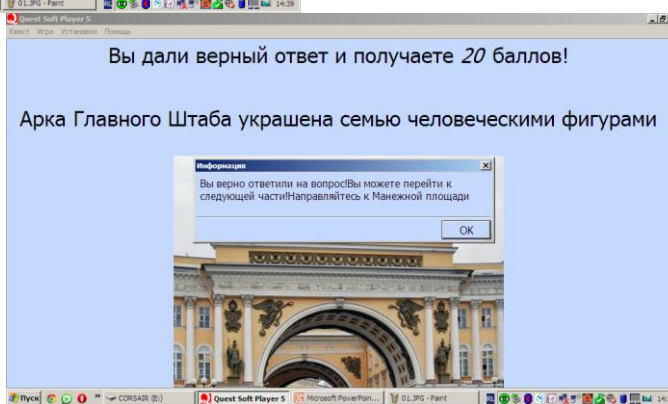 01.JPG - Paint 14:39
Quest Soft Player 5
Квест Игра Установки Помощь
Вы дали верный ответ и получаете 20 баллов!
Арка Главного Штаба украшена семью человеческими фигурами
Информация
Вы верно ответили на вопрос!Вы можете перейти к
следующей части!Направляйтесь к Манежной площади
OK
Пуск CORSAIR (E:) Quest Soft Player 5 Microsoft PowerPoin... 01.JPG - Paint